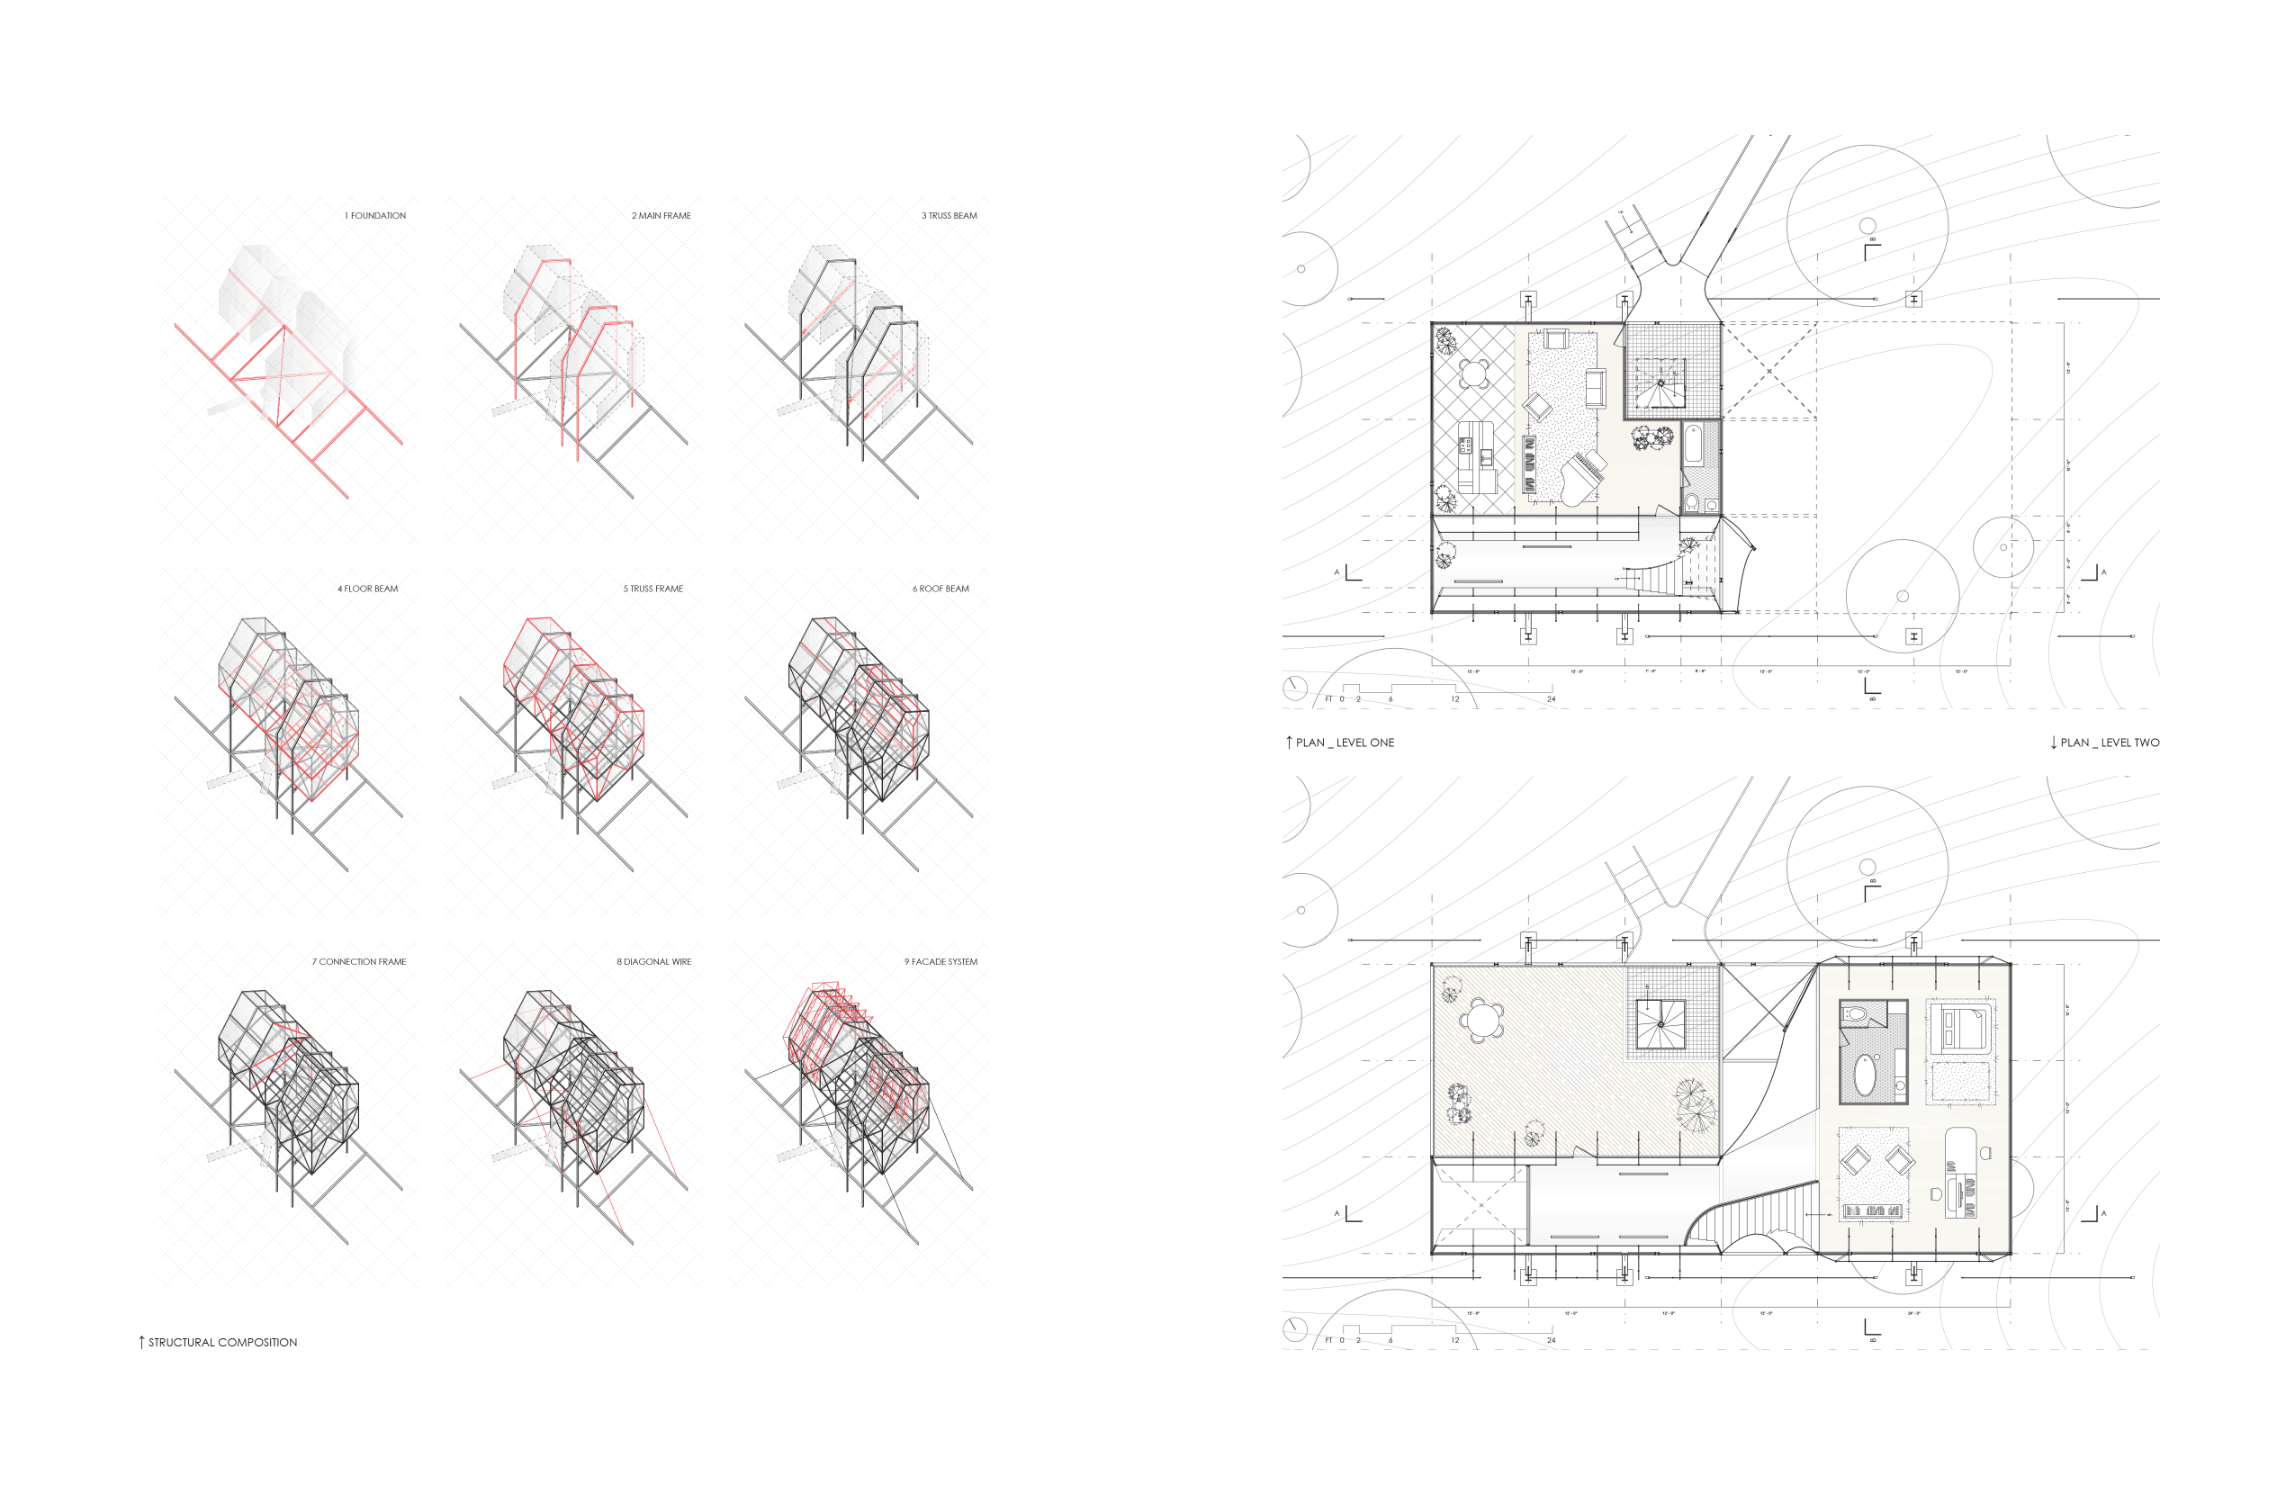 1 FOUNDATION
2 MAIN FRAME
3 TRUSS BEAM
4 FLOOR BEAM
5 TRUSS FRAME
6 ROOF BEAM
7 CONNECTION FRAME
8 DIAGONAL WIRE
9 FACADE SYSTEM
↑ STRUCTURAL COMPOSITION
B
A
A
FT 0 2 6 12 24
B
↑ PLAN _ LEVEL ONE
↓ PLAN _ LEVEL TWO
B
A
A
FT 0 2 6 12 24
B